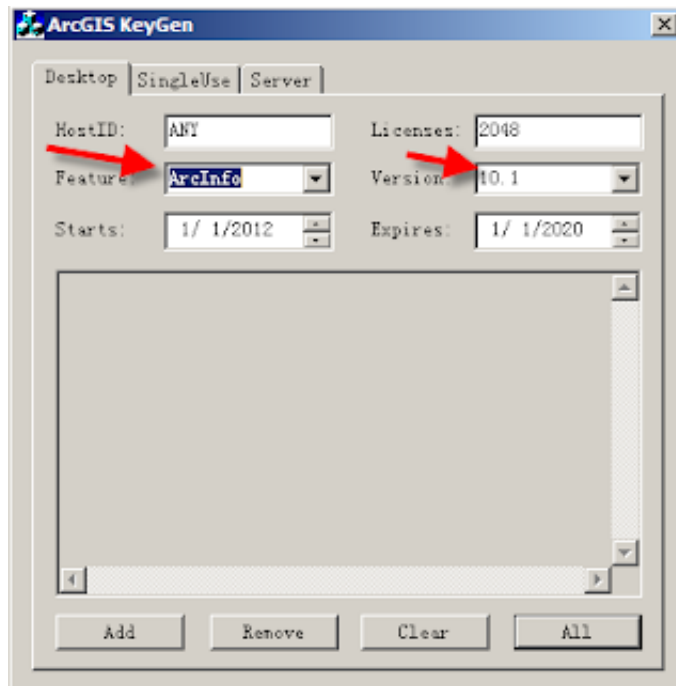 ArcGIS KeyGen
Desktop SingleUse Server
HostID: ANY Licenses: 2048
Feature: ArcInfo Version: 10.1
Starts: 1/ 1/2012 Expires: 1/ 1/2020
Add Remove Clear All